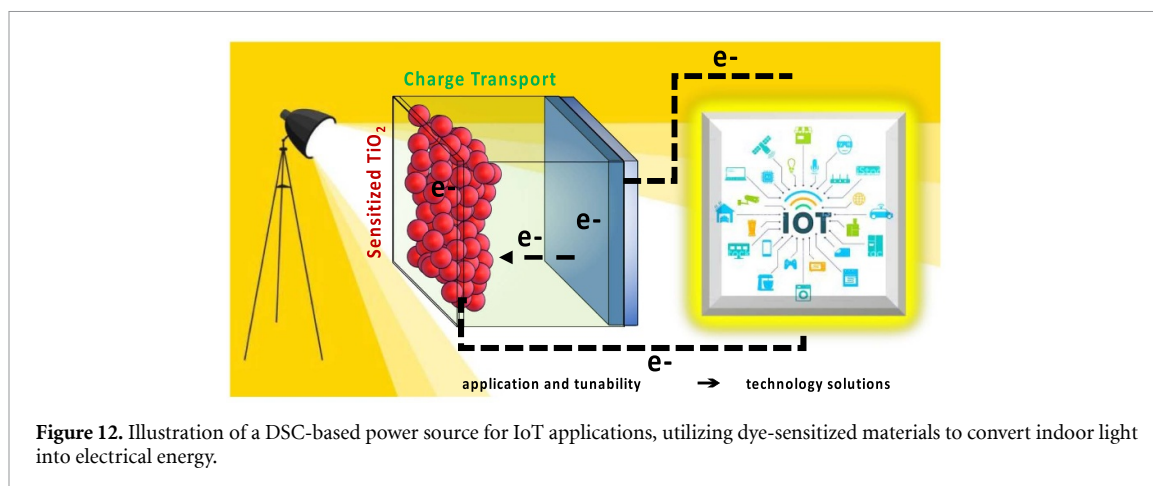 e-
Charge Transport
Sensitized TiO₂
e-
e-
e-
IOT
e-
application and tunability → technology solutions
Figure 12. Illustration of a DSC-based power source for IoT applications, utilizing dye-sensitized materials to convert indoor light
into electrical energy.